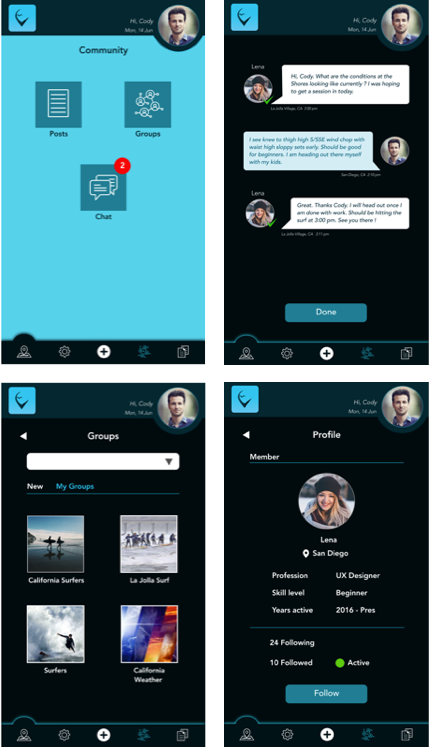 Hi, Cody
Mon, 14 Jun
Community
Posts
Groups
2
Chat
Hi, Cody
Mon, 14 Jun
Lena
Hi, Cody. What are the conditions at the
Shores looking like currently ? I was hoping
to get a session in today.
La Jolla Village, CA 2:00 pm
I see knee to thigh high S/SSE wind chop with
waist high sloppy sets early. Should be good
for beginners. I am heading out there myself
with my kids.
San Diego, CA 2:10 pm
Lena
Great. Thanks Cody. I will head out once I
am done with work. Should be hitting the
surf at 3:00 pm. See you there !
La Jolla Village, CA 2:11 pm
Done
Hi, Cody
Mon, 14 Jun
Groups
New
My Groups
California Surfers
La Jolla Surf
Surfers
California
Weather
Hi, Cody
Mon, 14 Jun
Profile
Member
Lena
San Diego
Profession UX Designer
Skill level Beginner
Years active 2016 - Pres
24 Following
10 Followed Active
Follow